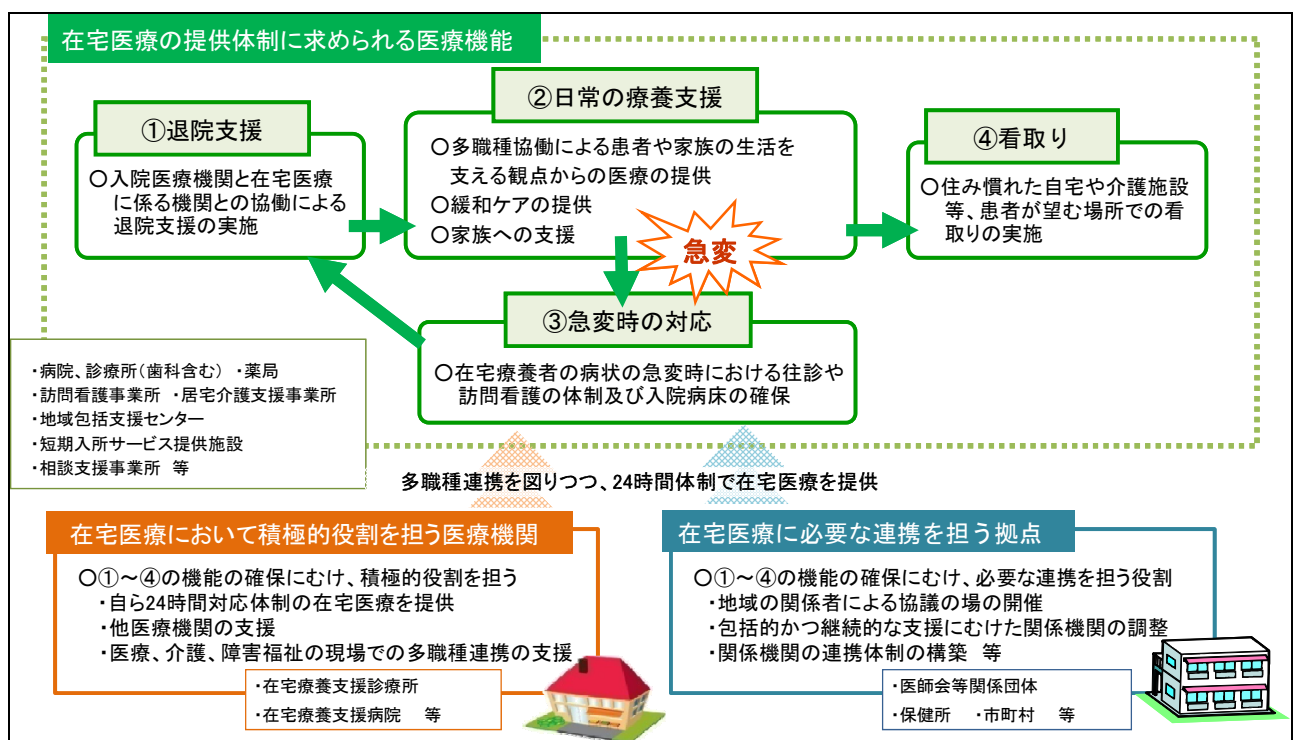 在宅医療の提供体制に求められる医療機能
①退院支援
〇入院医療機関と在宅医療
に係る機関との協働による
退院支援の実施
②日常の療養支援
〇多職種協働による患者や家族の生活を
支える観点からの医療の提供
〇緩和ケアの提供
〇家族への支援
急変
④看取り
〇住み慣れた自宅や介護施設
等、患者が望む場所での看
取りの実施
③急変時の対応
〇在宅療養者の病状の急変時における往診や
訪問看護の体制及び入院病床の確保
・病院、診療所(歯科含む) ・薬局
・訪問看護事業所 ・居宅介護支援事業所
・地域包括支援センター
・短期入所サービス提供施設
・相談支援事業所 等
多職種連携を図りつつ、24時間体制で在宅医療を提供
在宅医療において積極的役割を担う医療機関
〇①~④の機能の確保にむけ、積極的役割を担う
・自ら24時間対応体制の在宅医療を提供
・他医療機関の支援
・医療、介護、障害福祉の現場での多職種連携の支援
・在宅療養支援診療所
・在宅療養支援病院 等
在宅医療に必要な連携を担う拠点
〇①~④の機能の確保にむけ、必要な連携を担う役割
・地域の関係者による協議の場の開催
・包括的かつ継続的な支援にむけた関係機関の調整
・関係機関の連携体制の構築 等
・医師会等関係団体
・保健所 ・市町村 等